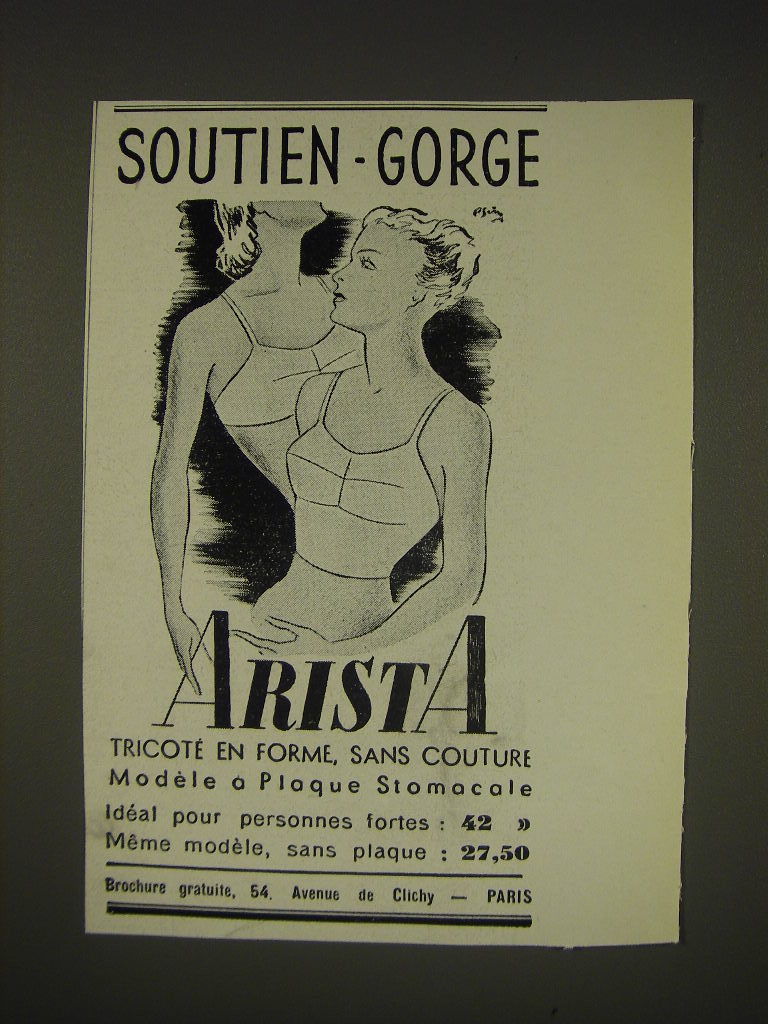 SOUTIEN - GORGE
ARISTA
TRICOTÉ EN FORME, SANS COUTURE
Modèle à Plaque Stomacale
Idéal pour personnes fortes : 42 »
Même modèle, sans plaque : 27,50
Brochure gratuite, 54. Avenue de Clichy — PARIS